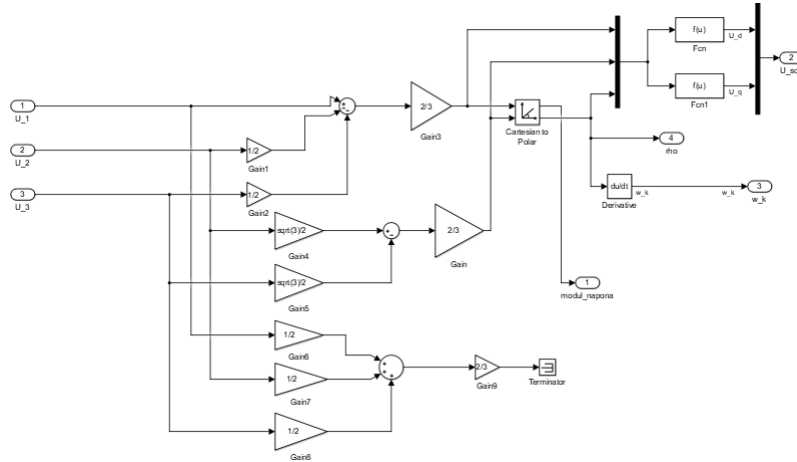 f(u)
U_d
Fcn
2
U_sd
f(u)
U_q
Fcn1
1
U_1
2/3
Gain3
Cartesian to
Polar
4
rho
2
U_2
1/2
Gain1
3
U_3
1/2
Gain2
du/dt
w_k
w_k
3
w_k
Derivative
sqrt(3)/2
Gain4
2/3
Gain
sqrt(3)/2
Gain5
1
modul_napona
1/2
Gain6
2/3
Gain9
Terminator
1/2
Gain7
1/2
Gain8